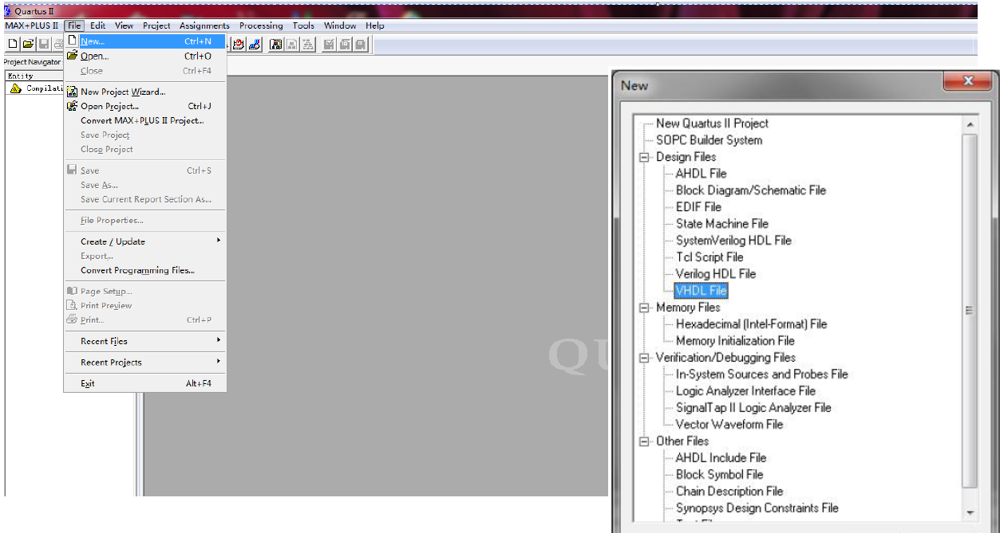 Quartus II
MAX+PLUS II File Edit View Project Assignments Processing Tools Window Help
Project Navigator
Entity
Compilati
New... Ctrl+N
Open... Ctrl+O
Close Ctrl+F4
New Project Wizard...
Open Project... Ctrl+J
Convert MAX+PLUS II Project...
Save Project
Close Project
Save Ctrl+S
Save As...
Save Current Report Section As...
File Properties...
Create / Update
Export...
Convert Programming Files...
Page Setup...
Print Preview
Print... Ctrl+P
Recent Files
Recent Projects
Exit Alt+F4
QU
New
New Quartus II Project
SOPC Builder System
Design Files
AHDL File
Block Diagram/Schematic File
EDIF File
State Machine File
SystemVerilog HDL File
Tcl Script File
Verilog HDL File
VHDL File
Memory Files
Hexadecimal (Intel-Format) File
Memory Initialization File
Verification/Debugging Files
In-System Sources and Probes File
Logic Analyzer Interface File
SignalTap II Logic Analyzer File
Vector Waveform File
Other Files
AHDL Include File
Block Symbol File
Chain Description File
Synopsys Design Constraints File